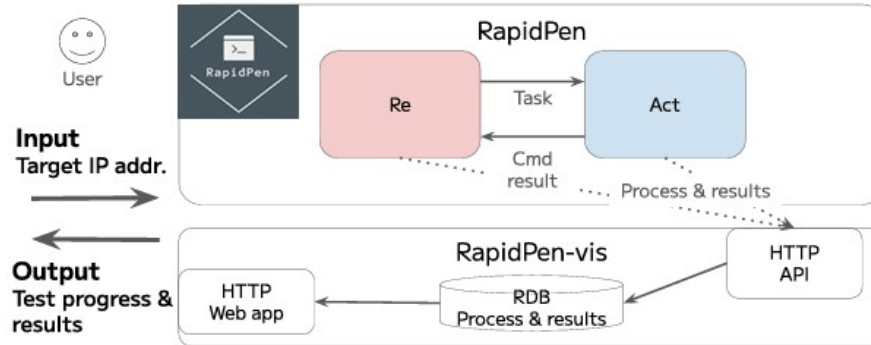 User
RapidPen
RapidPen
Re
Task
Act
Cmd
result
Process & results
Input
Target IP addr.
Output
Test progress &
results
RapidPen-vis
HTTP
API
RDB
Process & results
HTTP
Web app